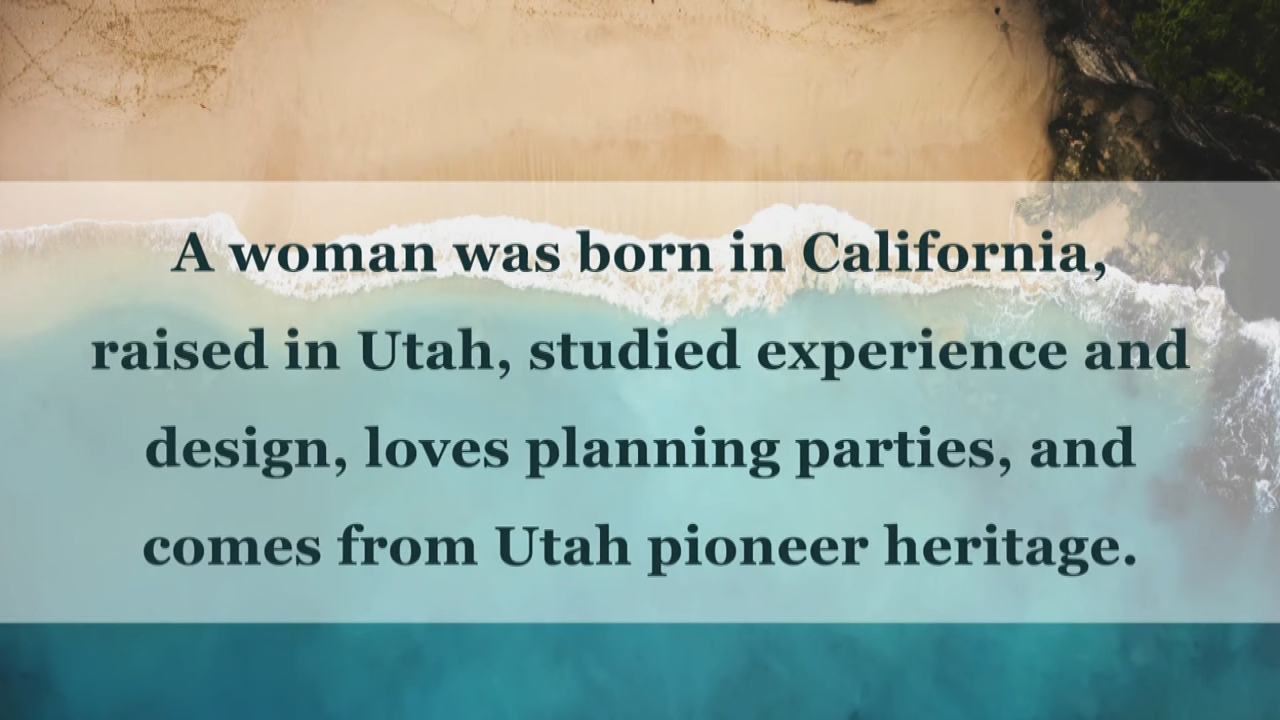 A woman was born in California,
raised in Utah, studied experience and
design, loves planning parties, and
comes from Utah pioneer heritage.